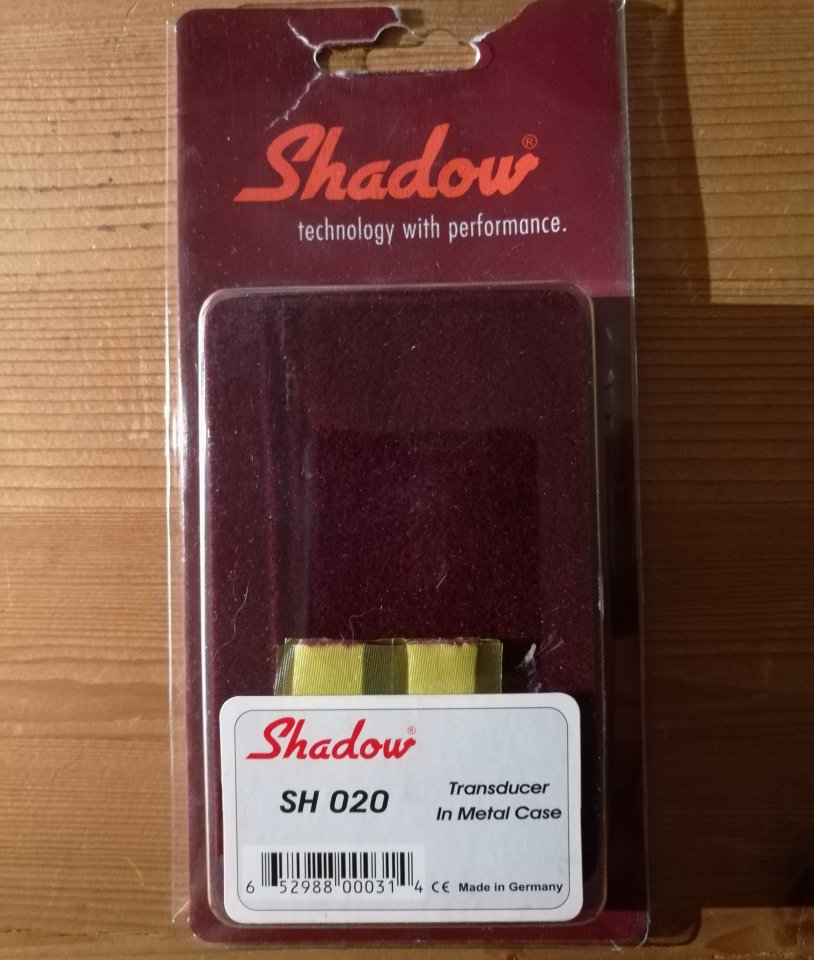 Shadow®
technology with performance.
Shadow®
SH 020
Transducer
In Metal Case
6 52988 00031 4
CE Made in Germany